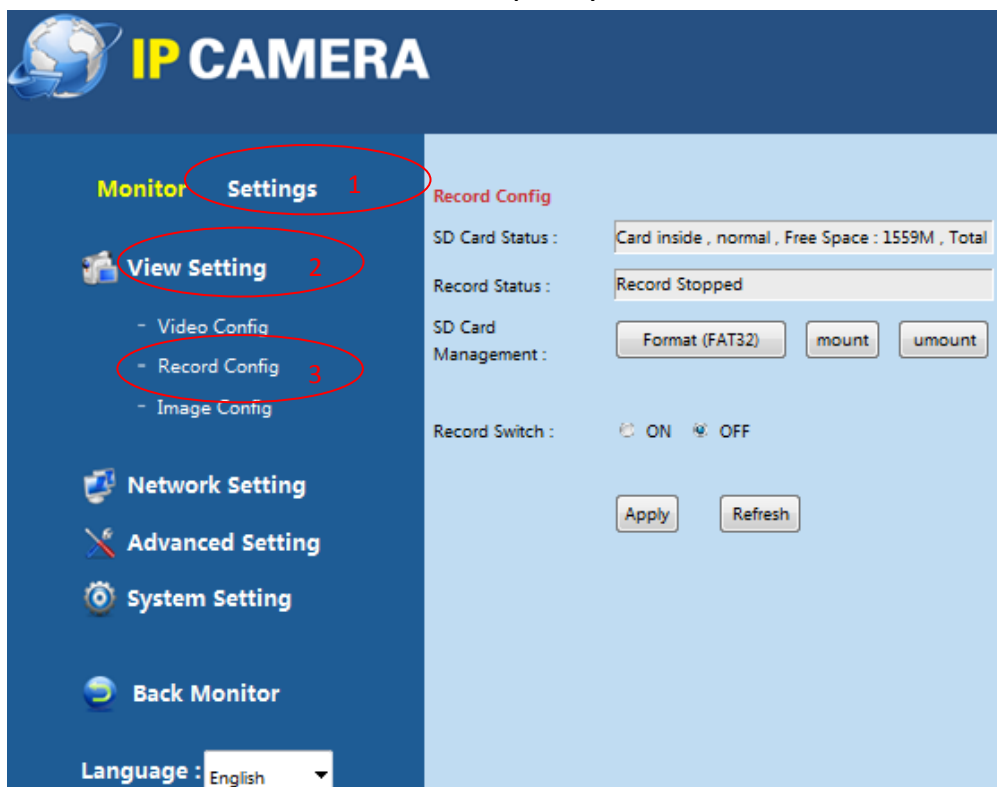 IP CAMERA
Monitor Settings 1
View Setting 2
- Video Config
- Record Config 3
- Image Config
Network Setting
Advanced Setting
System Setting
Back Monitor
Language : English
Record Config
SD Card Status : Card inside , normal , Free Space : 1559M , Total
Record Status : Record Stopped
SD Card
Management : Format (FAT32) mount umount
Record Switch : ON OFF
Apply Refresh